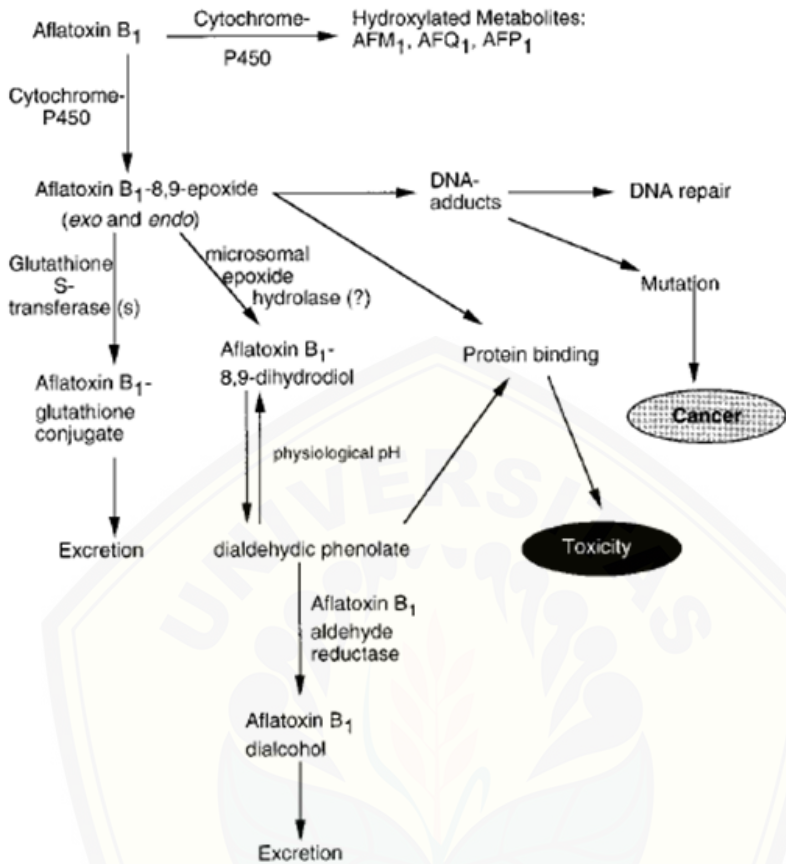 Aflatoxin B1
Cytochrome-
P450
Hydroxylated Metabolites:
AFM1, AFQ1, AFP1
Cytochrome-
P450
Aflatoxin B1-8,9-epoxide
(exo and endo)
DNA-
adducts
DNA repair
Glutathione
S-
transferase (s)
microsomal
epoxide
hydrolase (?)
Mutation
Aflatoxin B1-
8,9-dihydrodiol
Protein binding
Aflatoxin B1-
glutathione
conjugate
Cancer
physiological pH
Excretion
dialdehydic phenolate
Toxicity
Aflatoxin B1
aldehyde
reductase
Aflatoxin B1
dialcohol
Excretion
UNIVERSITAS